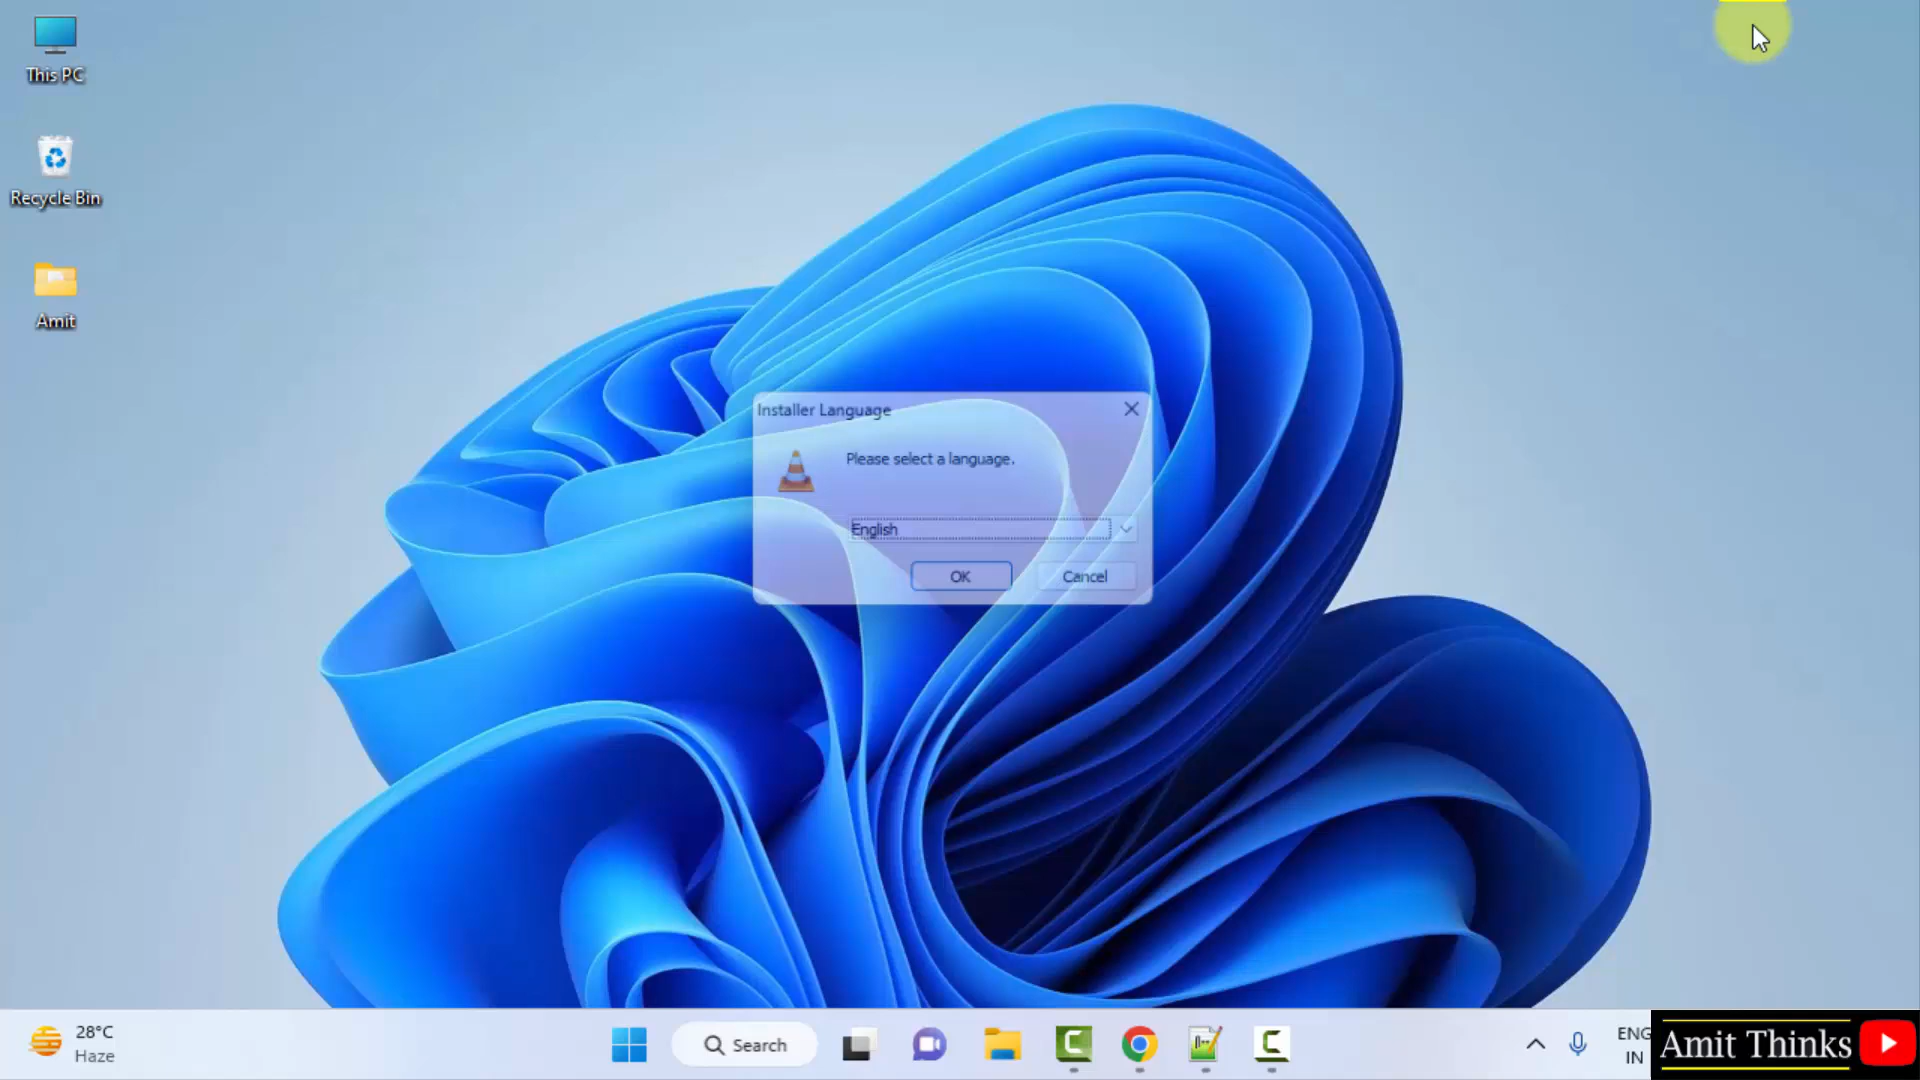 This PC
Recycle Bin
Amit
Installer Language
Please select a language.
English
OK
Cancel
28°C
Haze
Search
ENG
IN
Amit Thinks